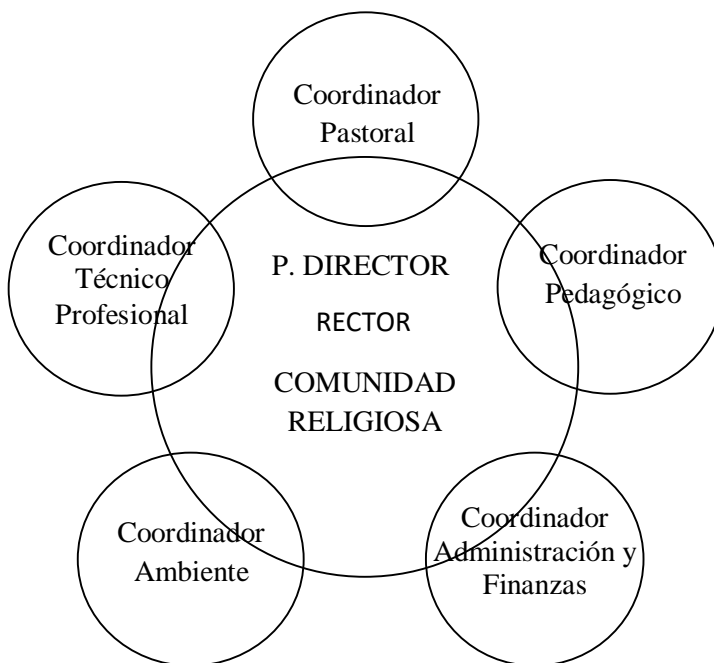 Coordinador
Pastoral
Coordinador
Técnico
Profesional
P. DIRECTOR
RECTOR
COMUNIDAD
RELIGIOSA
Coordinador
Pedagógico
Coordinador
Ambiente
Coordinador
Administración y
Finanzas